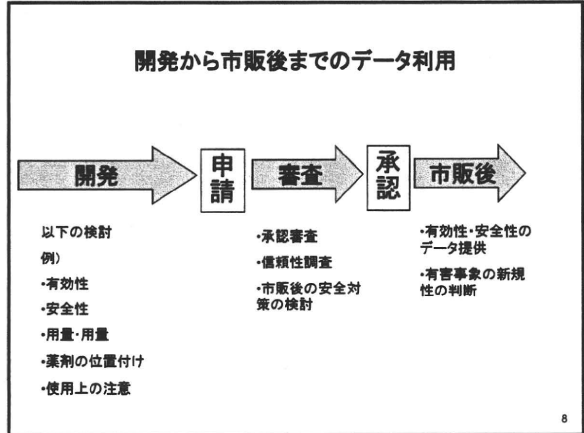 開発から市販後までのデータ利用
開発
申請
審査
承認
市販後
以下の検討
例)
・有効性
・安全性
・用量・用量
・薬剤の位置付け
・使用上の注意
・承認審査
・信頼性調査
・市販後の安全対
策の検討
・有効性・安全性の
データ提供
・有害事象の新規
性の判断
8